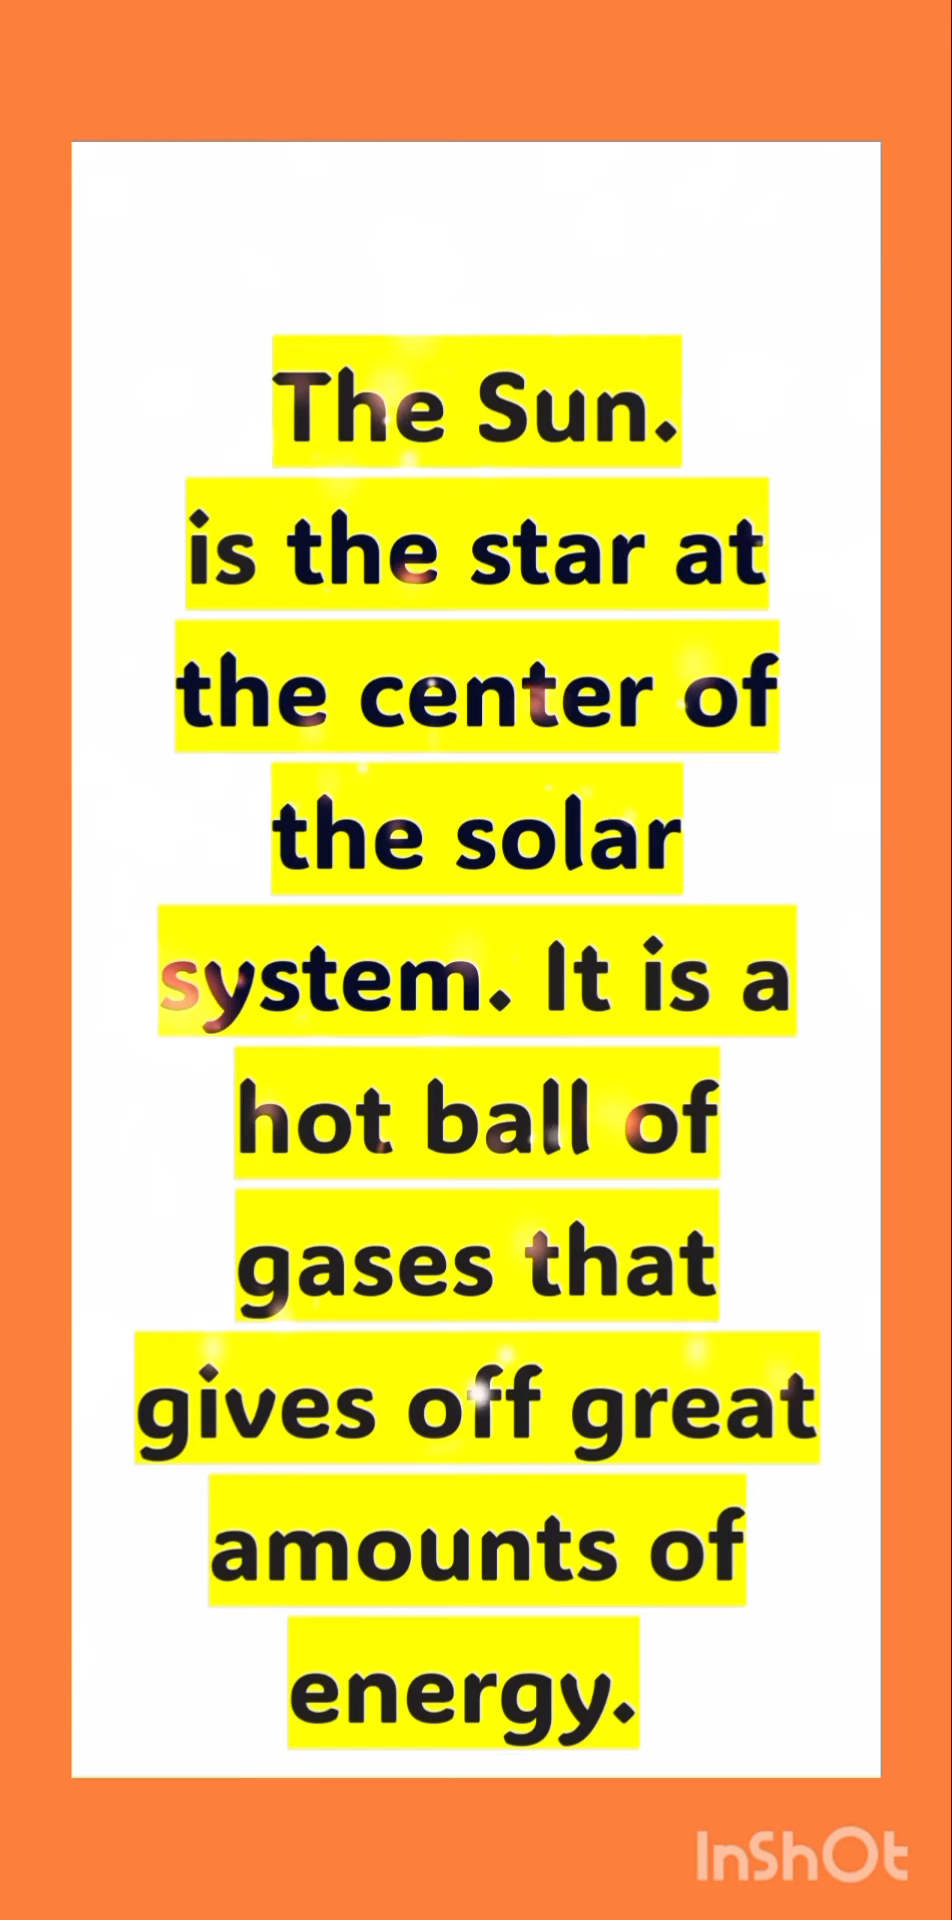 The Sun.
is the star at
the center of
the solar
system. It is a
hot ball of
gases that
gives off great
amounts of
energy.
InShOt